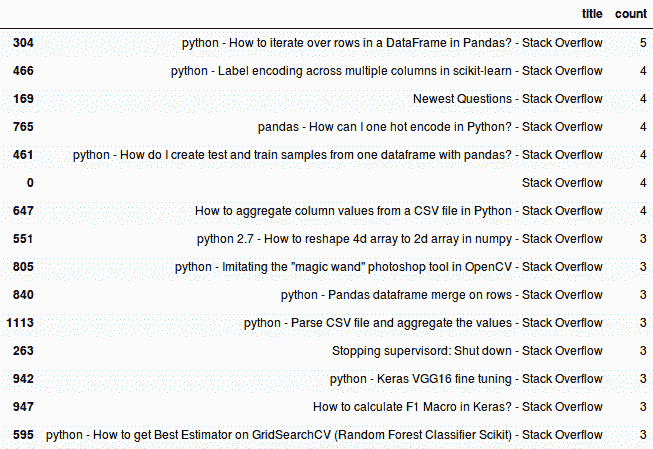 title count
304 python - How to iterate over rows in a DataFrame in Pandas? - Stack Overflow 5
466 python - Label encoding across multiple columns in scikit-learn - Stack Overflow 4
169 Newest Questions - Stack Overflow 4
765 pandas - How can I one hot encode in Python? - Stack Overflow 4
461 python - How do I create test and train samples from one dataframe with pandas? - Stack Overflow 4
0 Stack Overflow 4
647 How to aggregate column values from a CSV file in Python - Stack Overflow 4
551 python 2.7 - How to reshape 4d array to 2d array in numpy - Stack Overflow 3
805 python - Imitating the "magic wand" photoshop tool in OpenCV - Stack Overflow 3
840 python - Pandas dataframe merge on rows - Stack Overflow 3
1113 python - Parse CSV file and aggregate the values - Stack Overflow 3
263 Stopping supervisord: Shut down - Stack Overflow 3
942 python - Keras VGG16 fine tuning - Stack Overflow 3
947 How to calculate F1 Macro in Keras? - Stack Overflow 3
595 python - How to get Best Estimator on GridSearchCV (Random Forest Classifier Scikit) - Stack Overflow 3